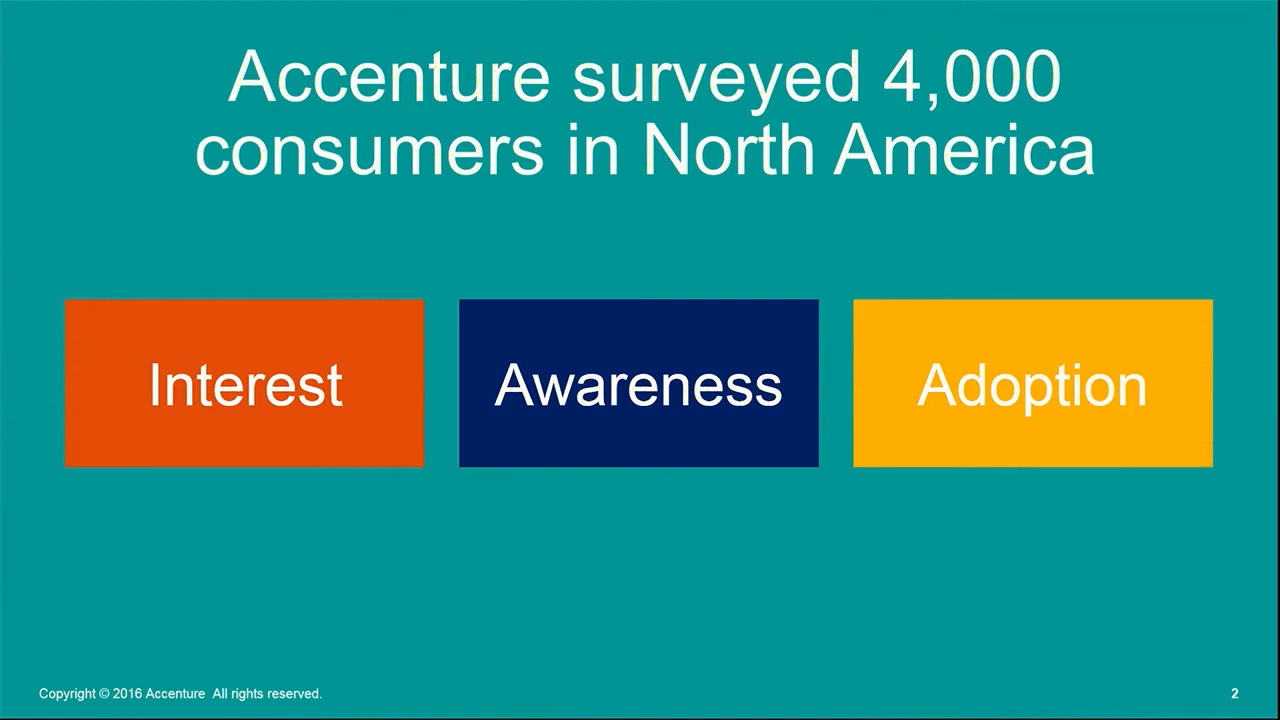 Accenture surveyed 4,000
consumers in North America
Interest
Awareness
Adoption
Copyright © 2016 Accenture All rights reserved.
2